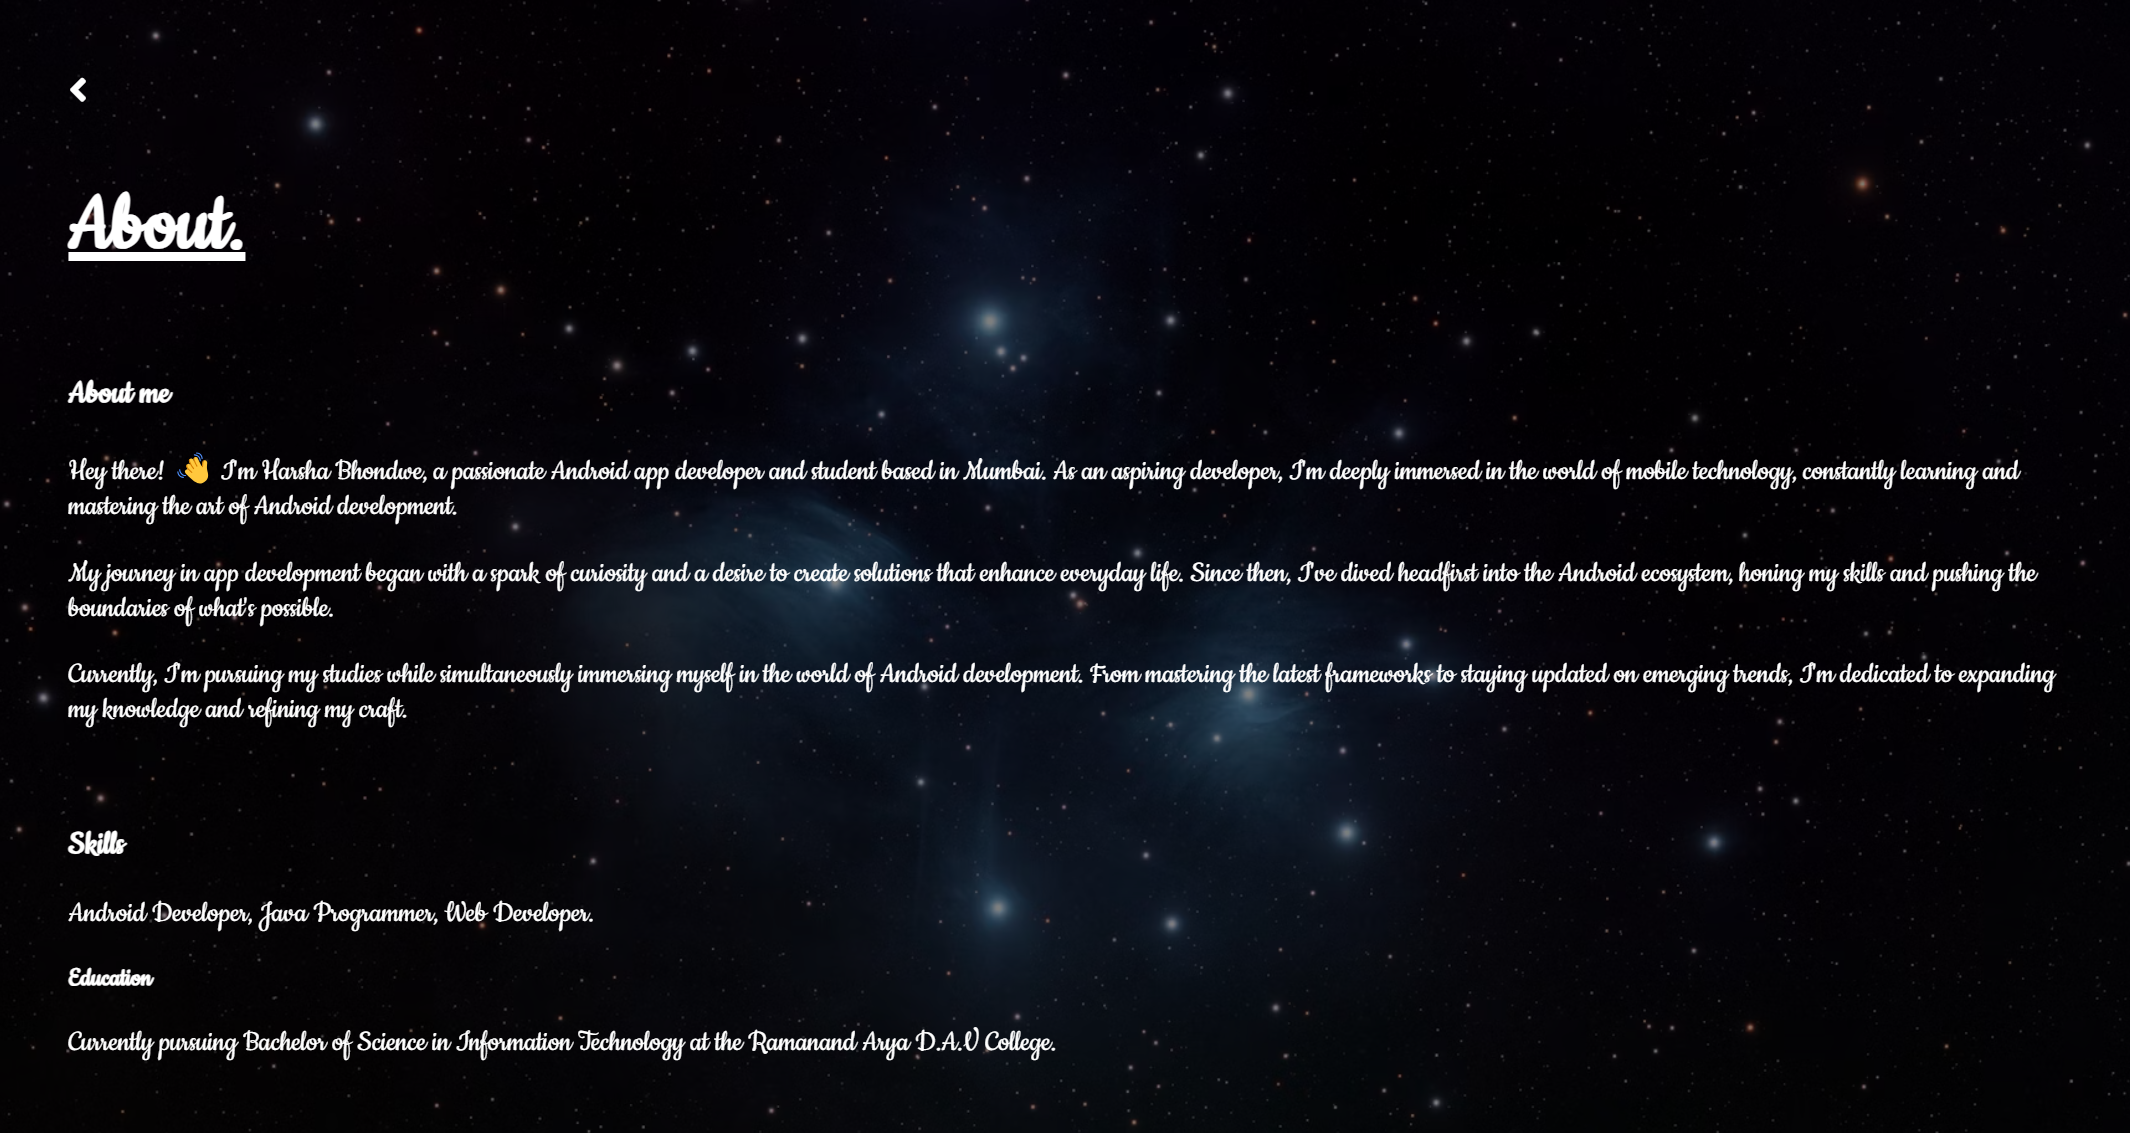 About.
About me
Hey there! 👋 I'm Harsha Bhondwe, a passionate Android app developer and student based in Mumbai. As an aspiring developer, I'm deeply immersed in the world of mobile technology, constantly learning and
mastering the art of Android development.
My journey in app development began with a spark of curiosity and a desire to create solutions that enhance everyday life. Since then, I've dived headfirst into the Android ecosystem, honing my skills and pushing the
boundaries of what's possible.
Currently, I'm pursuing my studies while simultaneously immersing myself in the world of Android development. From mastering the latest frameworks to staying updated on emerging trends, I'm dedicated to expanding
my knowledge and refining my craft.
Skills
Android Developer, Java Programmer, Web Developer.
Education
Currently pursuing Bachelor of Science in Information Technology at the Ramanand Arya D.A.V College.